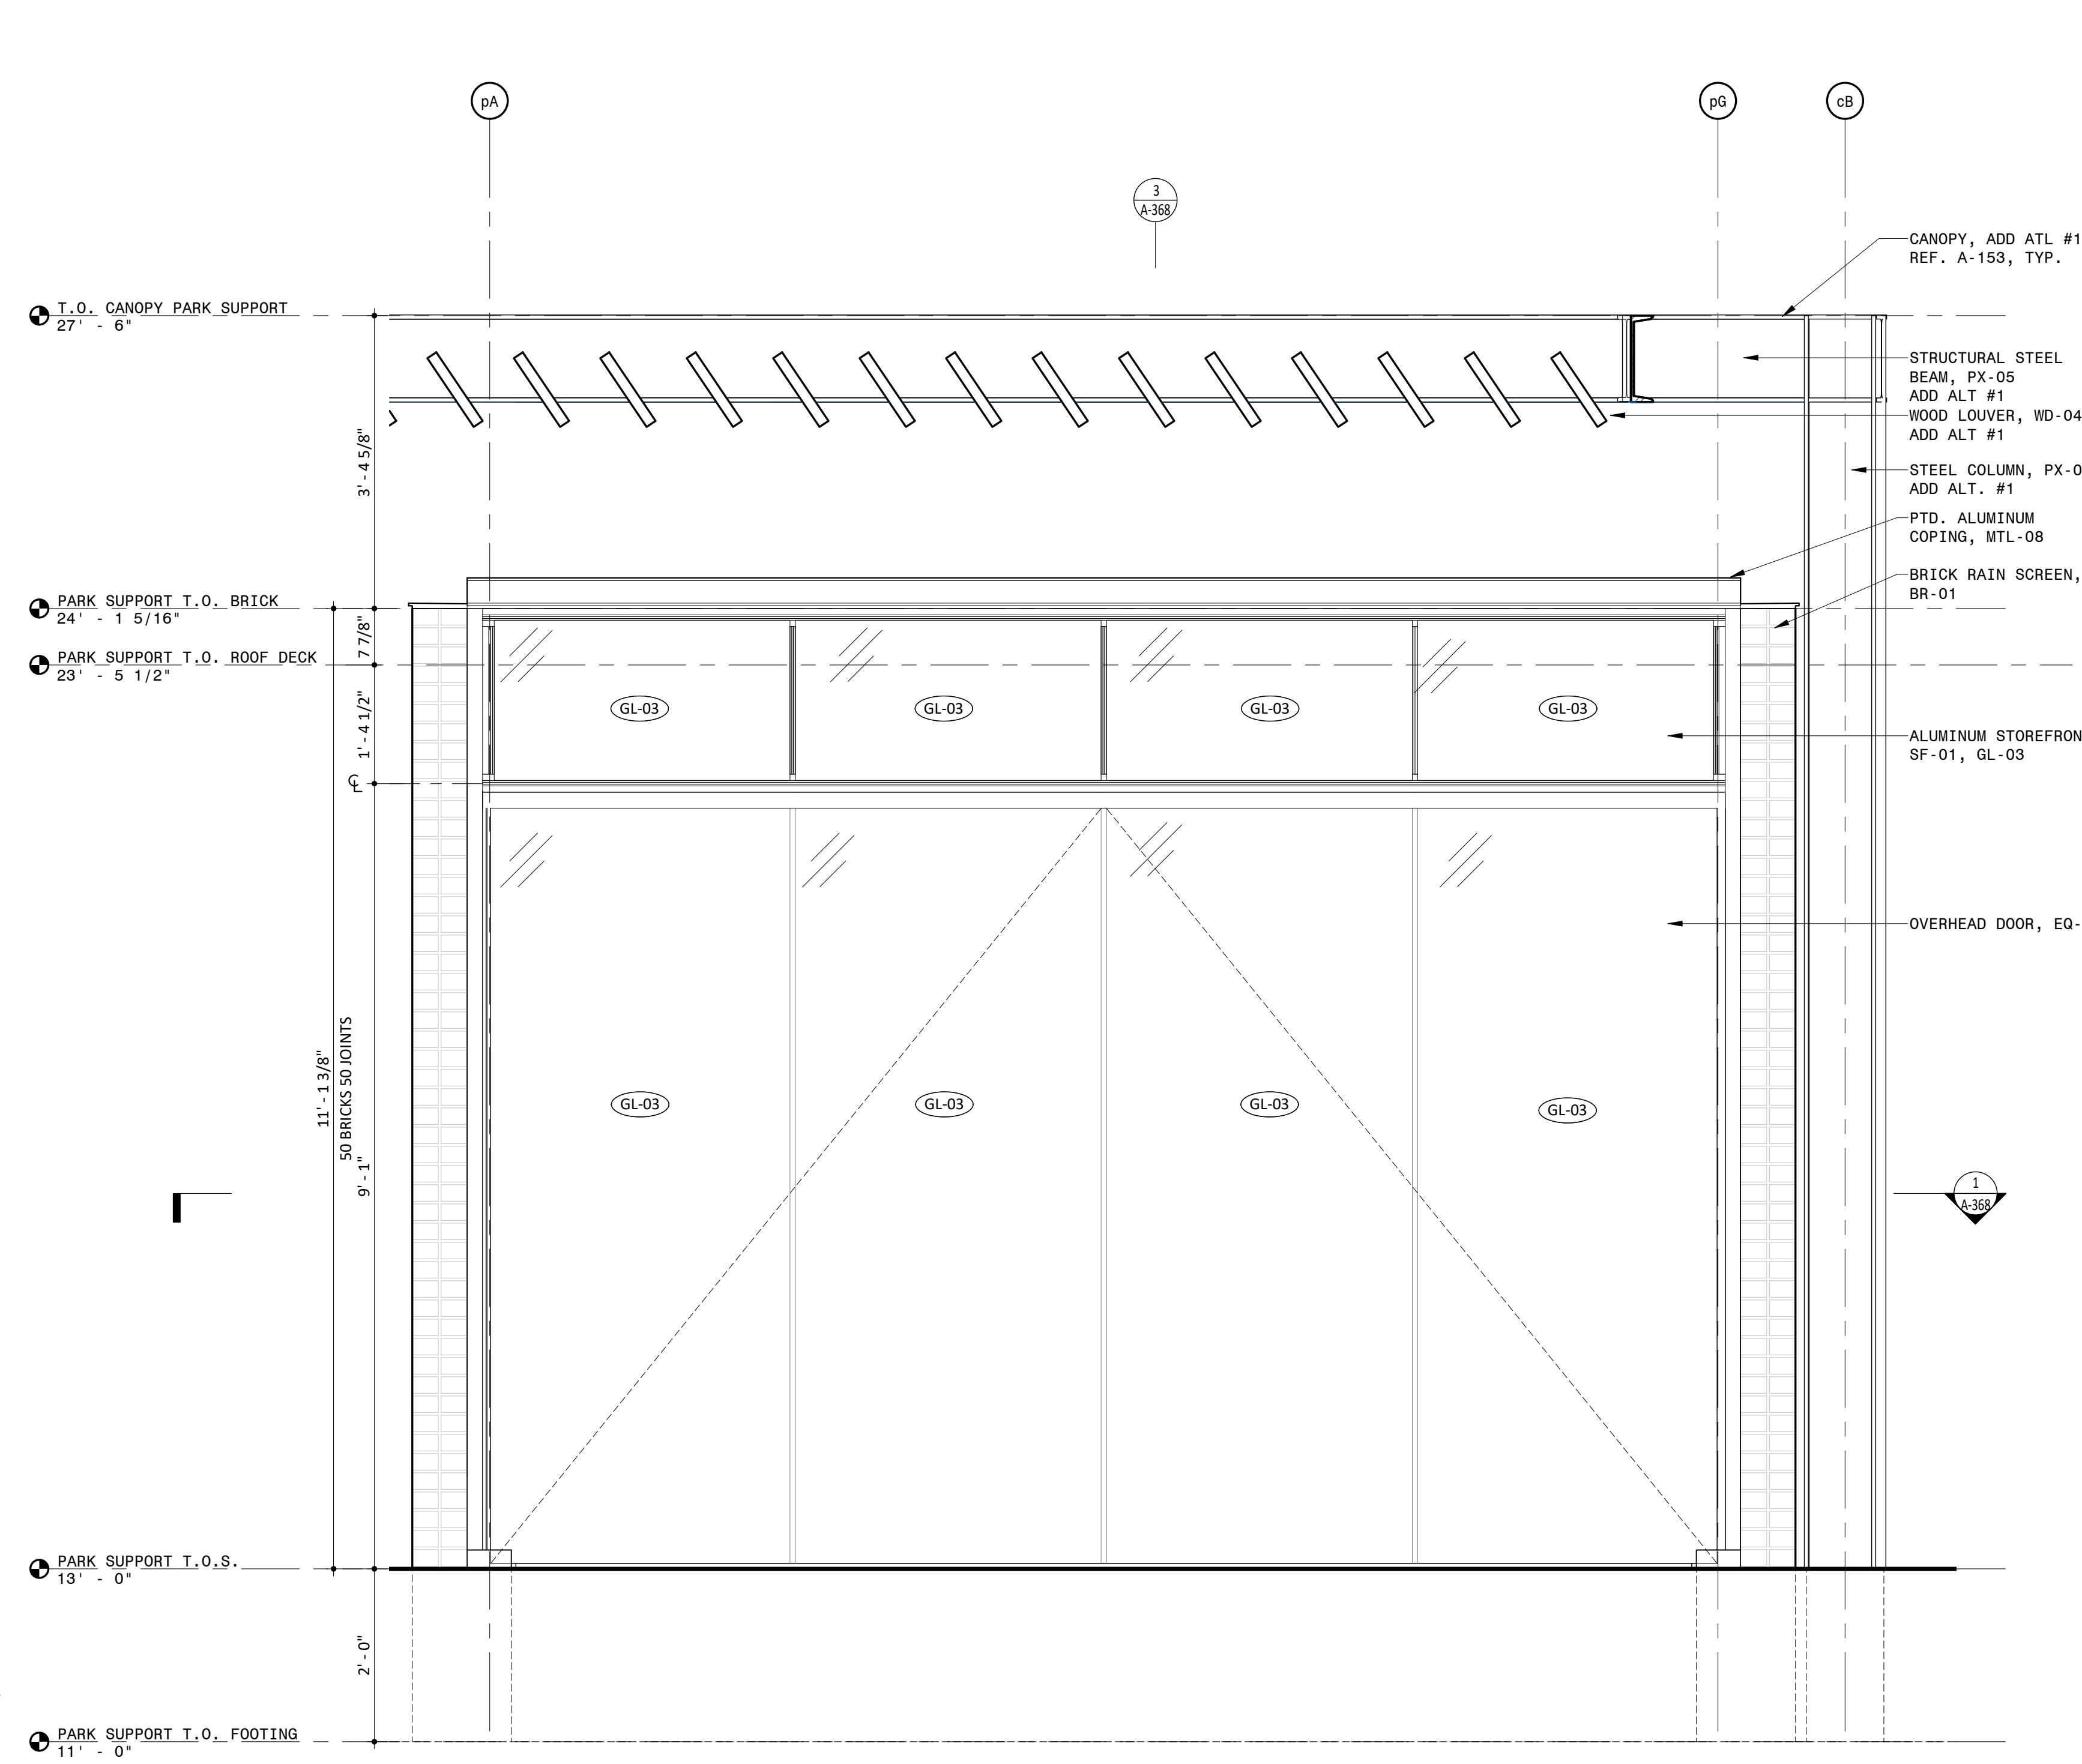 pA
pG
cB
3
A-368
CANOPY, ADD ATL #1
REF. A-153, TYP.
T.O. CANOPY PARK SUPPORT
27' - 6"
STRUCTURAL STEEL
BEAM, PX-05
ADD ALT #1
WOOD LOUVER, WD-04
ADD ALT #1
3' - 4 5/8"
STEEL COLUMN, PX-0
ADD ALT. #1
PTD. ALUMINUM
COPING, MTL-08
BRICK RAIN SCREEN,
BR-01
PARK SUPPORT T.O. BRICK
24' - 1 5/16"
7 7/8"
PARK SUPPORT T.O. ROOF DECK
23' - 5 1/2"
1' - 4 1/2"
GL-03
GL-03
GL-03
GL-03
ALUMINUM STOREFRON
SF-01, GL-03
CL
OVERHEAD DOOR, EQ-
11' - 1 3/8"
50 BRICKS 50 JOINTS
9' - 1"
GL-03
GL-03
GL-03
GL-03
1
A-368
PARK SUPPORT T.O.S.
13' - 0"
2' - 0"
PARK SUPPORT T.O. FOOTING
11' - 0"